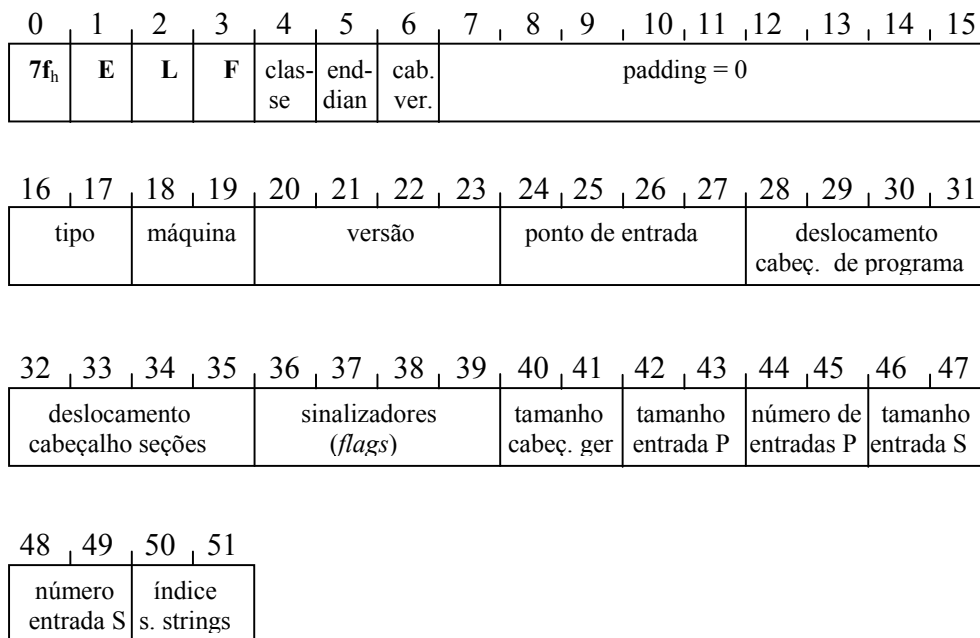 0 1 2 3 4 5 6 7 8 9 10 11 12 13 14 15
7fh E L F clas- end- cab. padding = 0
se dian ver.
16 17 18 19 20 21 22 23 24 25 26 27 28 29 30 31
tipo máquina versão ponto de entrada deslocamento
cabeç. de programa
32 33 34 35 36 37 38 39 40 41 42 43 44 45 46 47
deslocamento sinalizadores tamanho tamanho número de tamanho
cabeçalho seções (flags) cabeç. ger entrada P entradas P entrada S
48 49 50 51
número índice
entrada S s. strings